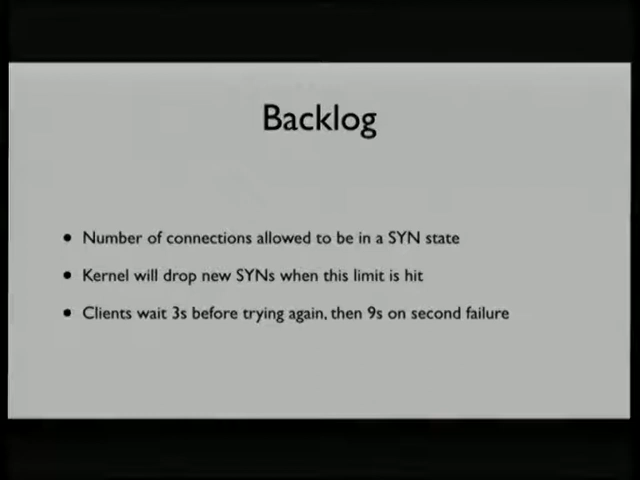 Backlog
Number of connections allowed to be in a SYN state
Kernel will drop new SYNs when this limit is hit
Clients wait 3s before trying again, then 9s on second failure